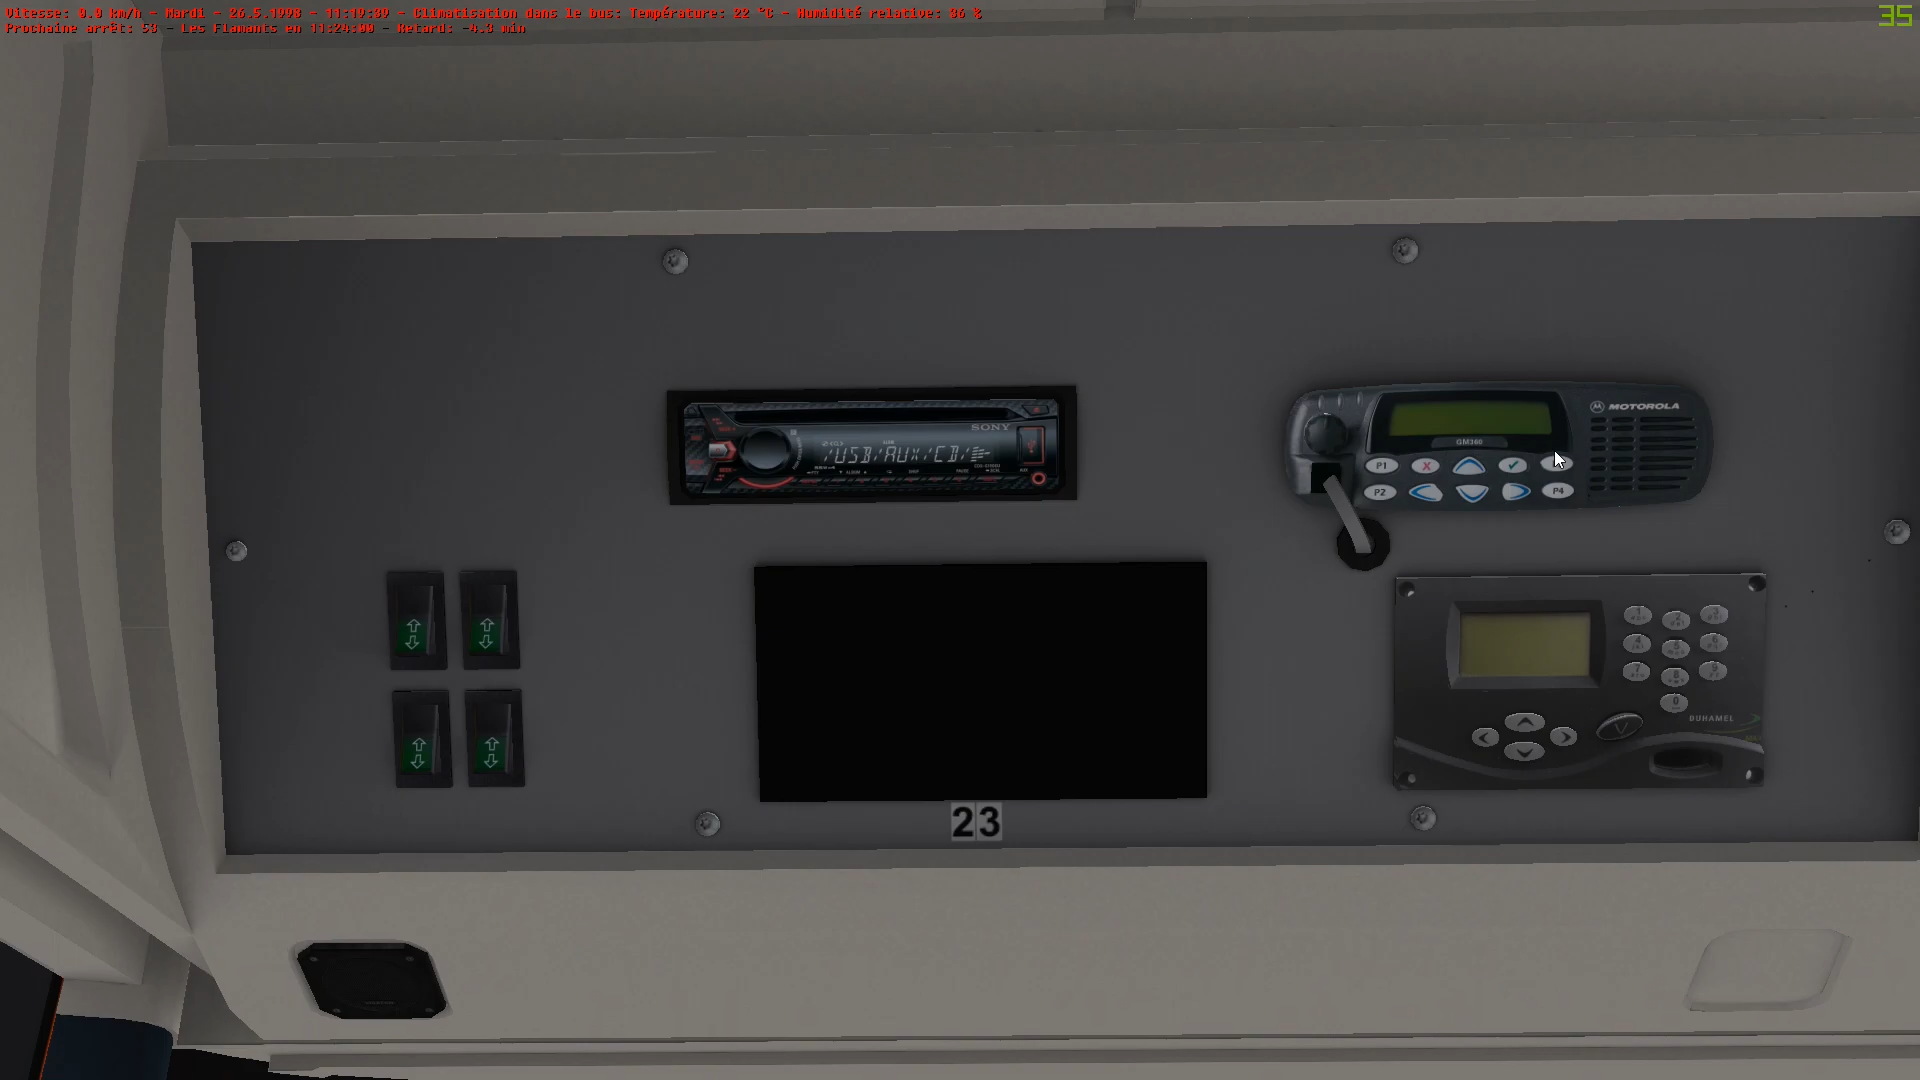 Vitesse: 0.0 km/h - Mardi - 26.5.1998 - 11:19:39 - Climatisation dans le bus: Température: 22 °C - Humidité relative: 86 %
Prochaine arrêt: 53 - Les Flamants en 11:24:00 - Retard: -4.3 min
35
SONY
/USB/AUX/CD/
MOTOROLA
GM360
P1
P2
P4
DUHAMEL
23